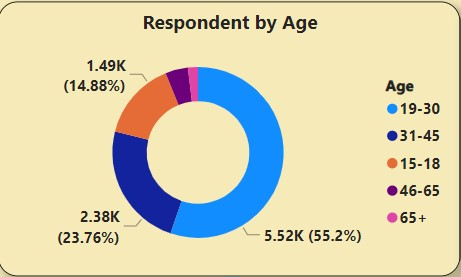 Respondent by Age
1.49K
(14.88%)
2.38K
(23.76%)
5.52K (55.2%)
Age
19-30
31-45
15-18
46-65
65+